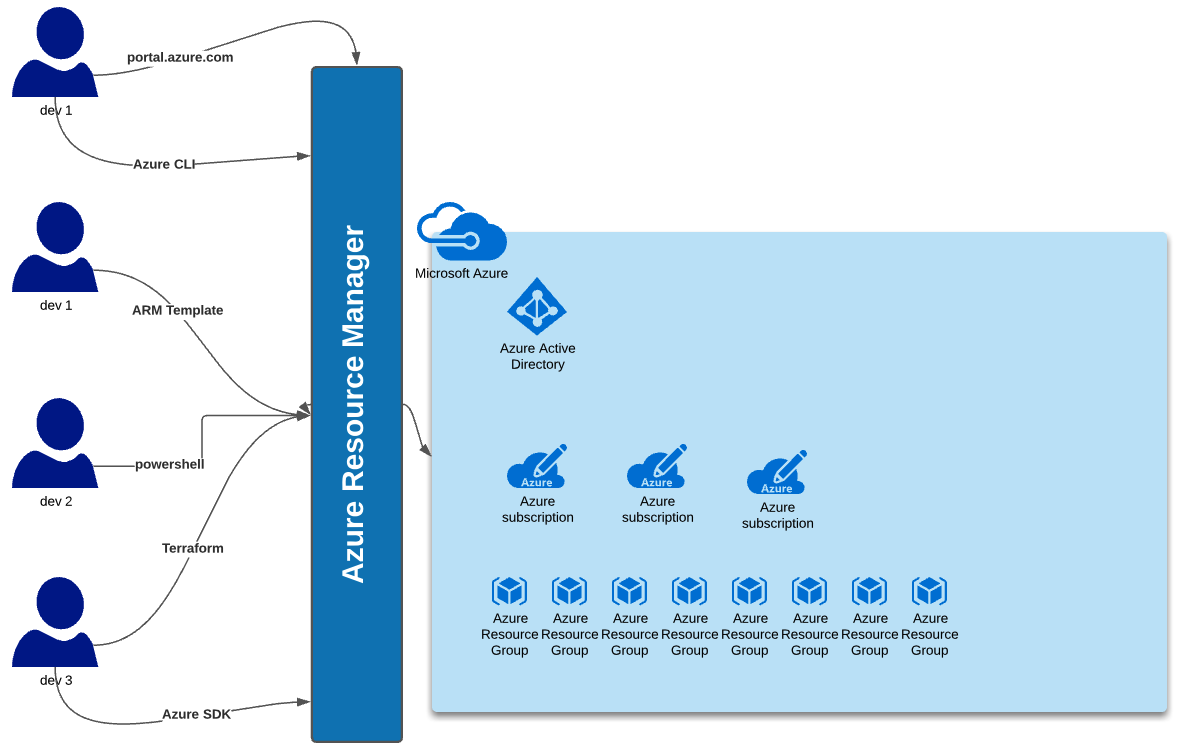 portal.azure.com
dev 1
Azure CLI
dev 1
ARM Template
dev 2
powershell
Terraform
dev 3
Azure SDK
Azure Resource Manager
Microsoft Azure
Azure Active
Directory
Azure
Azure
subscription
Azure
Azure
subscription
Azure
Azure
subscription
Azure
Resource
Group
Azure
Resource
Group
Azure
Resource
Group
Azure
Resource
Group
Azure
Resource
Group
Azure
Resource
Group
Azure
Resource
Group
Azure
Resource
Group